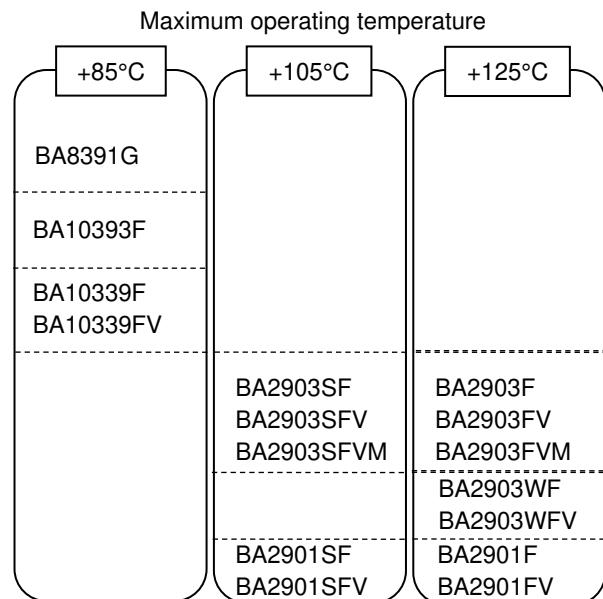 Maximum operating temperature
+85°C
+105°C
+125°C
BA8391G
BA10393F
BA10339F
BA10339FV
BA2903SF
BA2903SFV
BA2903SFVM
BA2903F
BA2903FV
BA2903FVM
BA2903WF
BA2903WFV
BA2901SF
BA2901SFV
BA2901F
BA2901FV